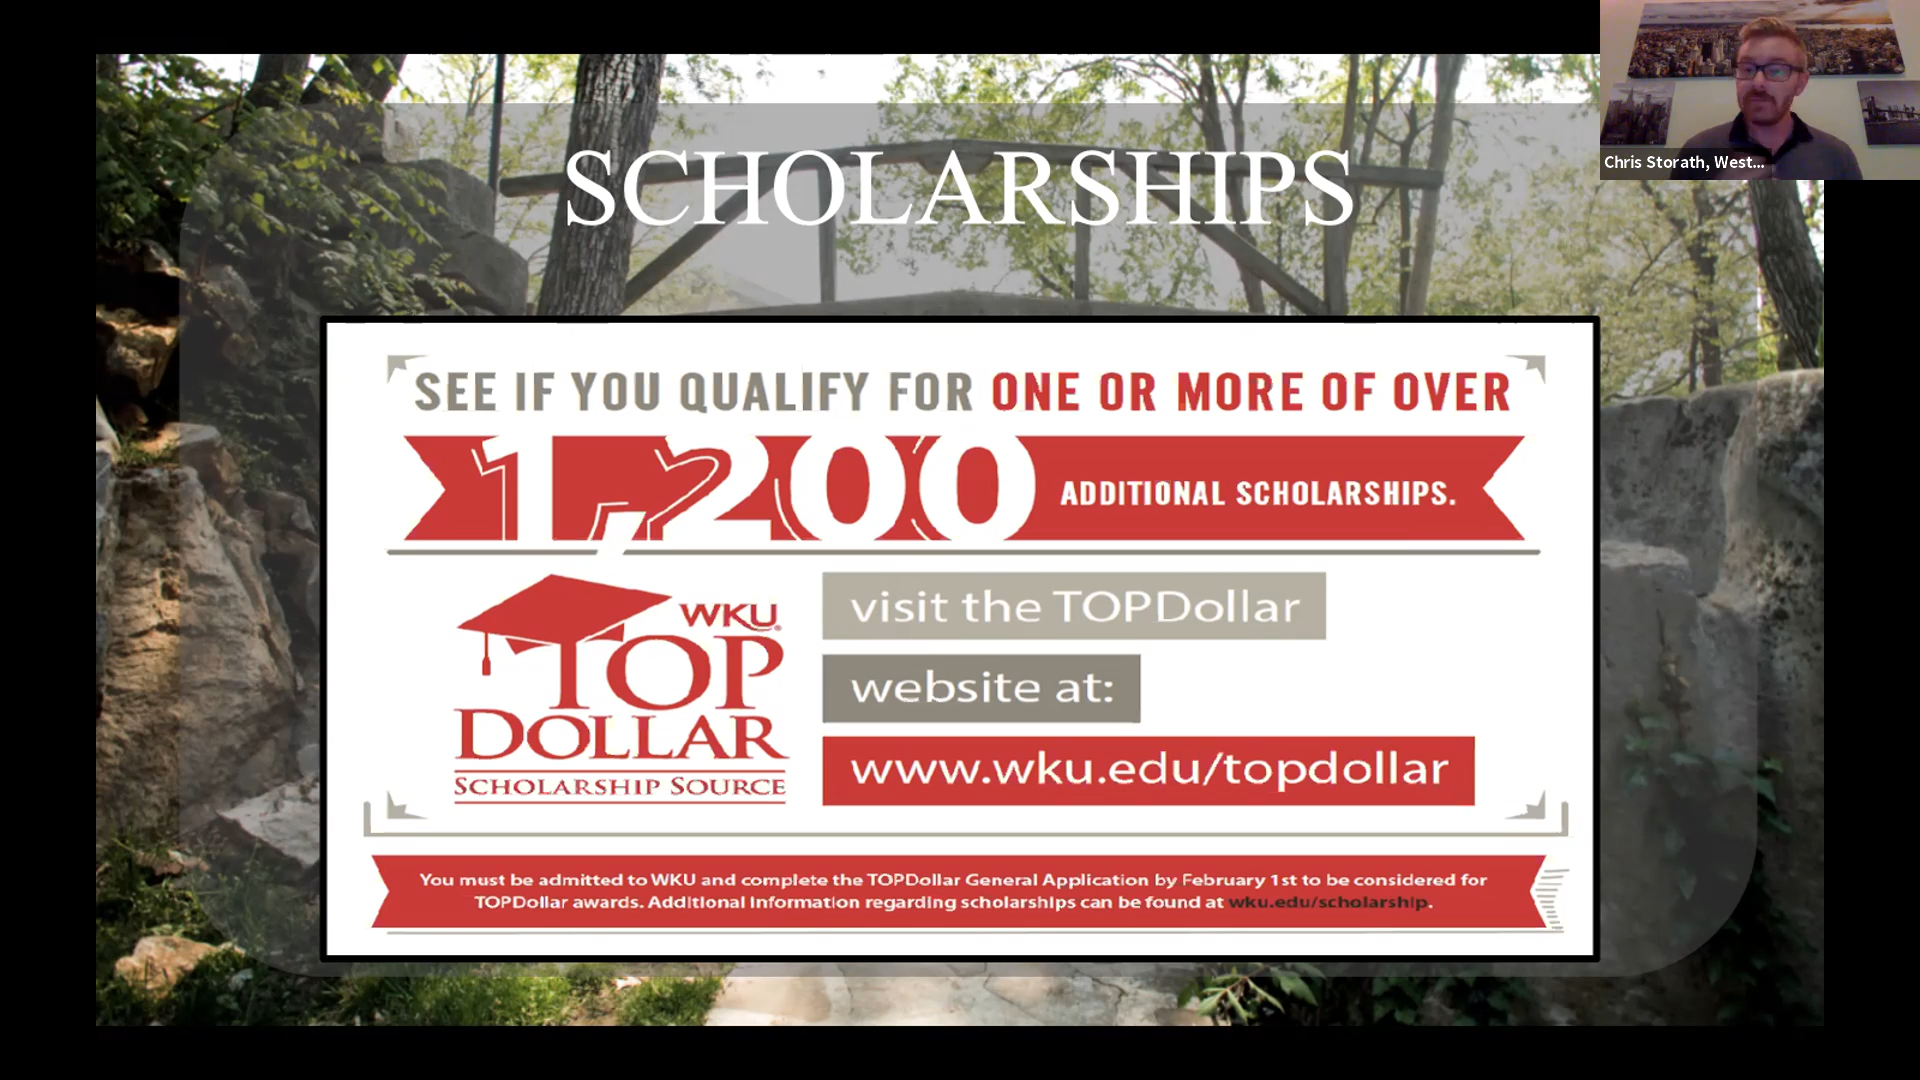 SCHOLARSHIPS
Chris Storath, West...
SEE IF YOU QUALIFY FOR ONE OR MORE OF OVER
1,200 ADDITIONAL SCHOLARSHIPS.
WKU
TOP
DOLLAR
SCHOLARSHIP SOURCE
visit the TOPDollar
website at:
www.wku.edu/topdollar
You must be admitted to WKU and complete the TOPDollar General Application by February 1st to be considered for
TOPDollar awards. Additional information regarding scholarships can be found at wku.edu/scholarship.